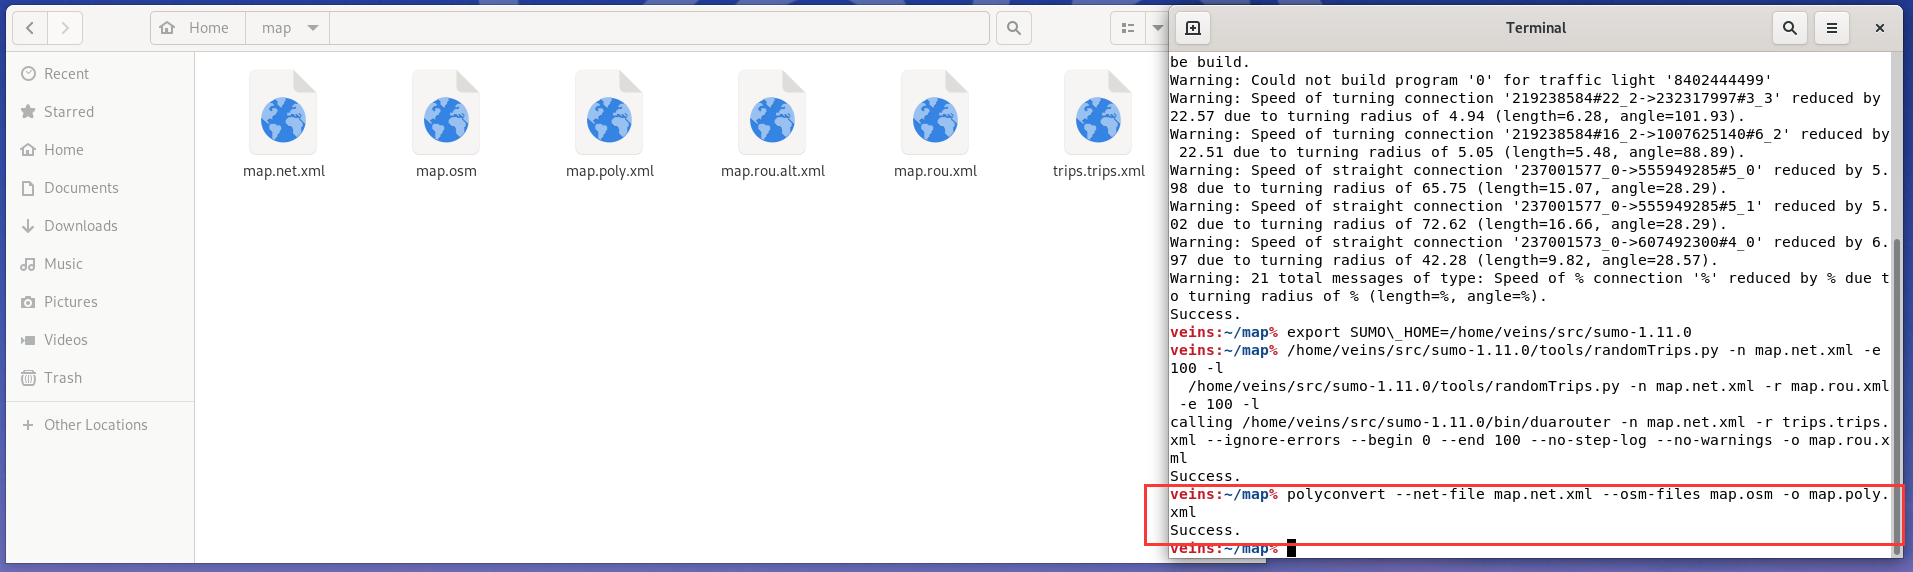 Home
map
Recent
Starred
Home
Documents
Downloads
Music
Pictures
Videos
Trash
Other Locations
map.net.xml
map.osm
map.poly.xml
map.rou.alt.xml
map.rou.xml
trips.trips.xml
Terminal
be build.
Warning: Could not build program '0' for traffic light '8402444499'
Warning: Speed of turning connection '219238584#22_2->232317997#3_3' reduced by
22.57 due to turning radius of 4.94 (length=6.28, angle=101.93).
Warning: Speed of turning connection '219238584#16_2->1007625140#6_2' reduced by
 22.51 due to turning radius of 5.05 (length=5.48, angle=88.89).
Warning: Speed of straight connection '237001577_0->555949285#5_0' reduced by 5.
98 due to turning radius of 65.75 (length=15.07, angle=28.29).
Warning: Speed of straight connection '237001577_0->555949285#5_1' reduced by 5.
02 due to turning radius of 72.62 (length=16.66, angle=28.29).
Warning: Speed of straight connection '237001573_0->607492300#4_0' reduced by 6.
97 due to turning radius of 42.28 (length=9.82, angle=28.57).
Warning: 21 total messages of type: Speed of % connection '%' reduced by % due t
o turning radius of % (length=%, angle=%).
Success.
veins:~/map% export SUMO\_HOME=/home/veins/src/sumo-1.11.0
veins:~/map% /home/veins/src/sumo-1.11.0/tools/randomTrips.py -n map.net.xml -e
100 -l
  /home/veins/src/sumo-1.11.0/tools/randomTrips.py -n map.net.xml -r map.rou.xml
 -e 100 -l
calling /home/veins/src/sumo-1.11.0/bin/duarouter -n map.net.xml -r trips.trips.
xml --ignore-errors --begin 0 --end 100 --no-step-log --no-warnings -o map.rou.x
ml
Success.
veins:~/map% polyconvert --net-file map.net.xml --osm-files map.osm -o map.poly.
xml
Success.
veins:~/map%